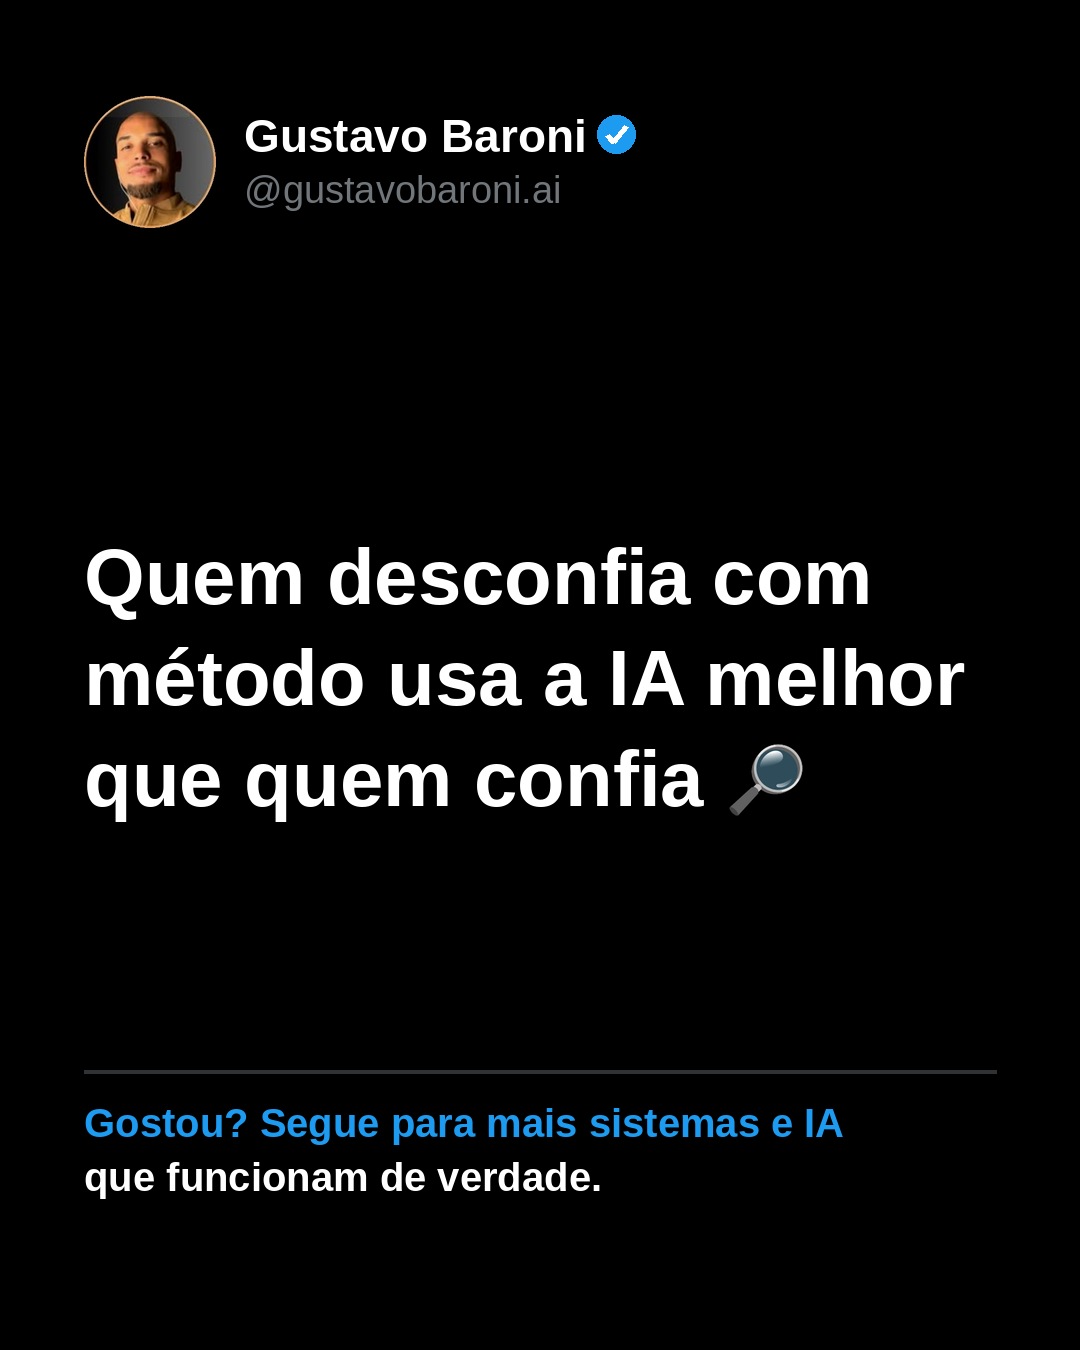 Gustavo Baroni
@gustavobaroni.ai
Quem desconfia com
método usa a IA melhor
que quem confia 🔎
Gostou? Segue para mais sistemas e IA
que funcionam de verdade.